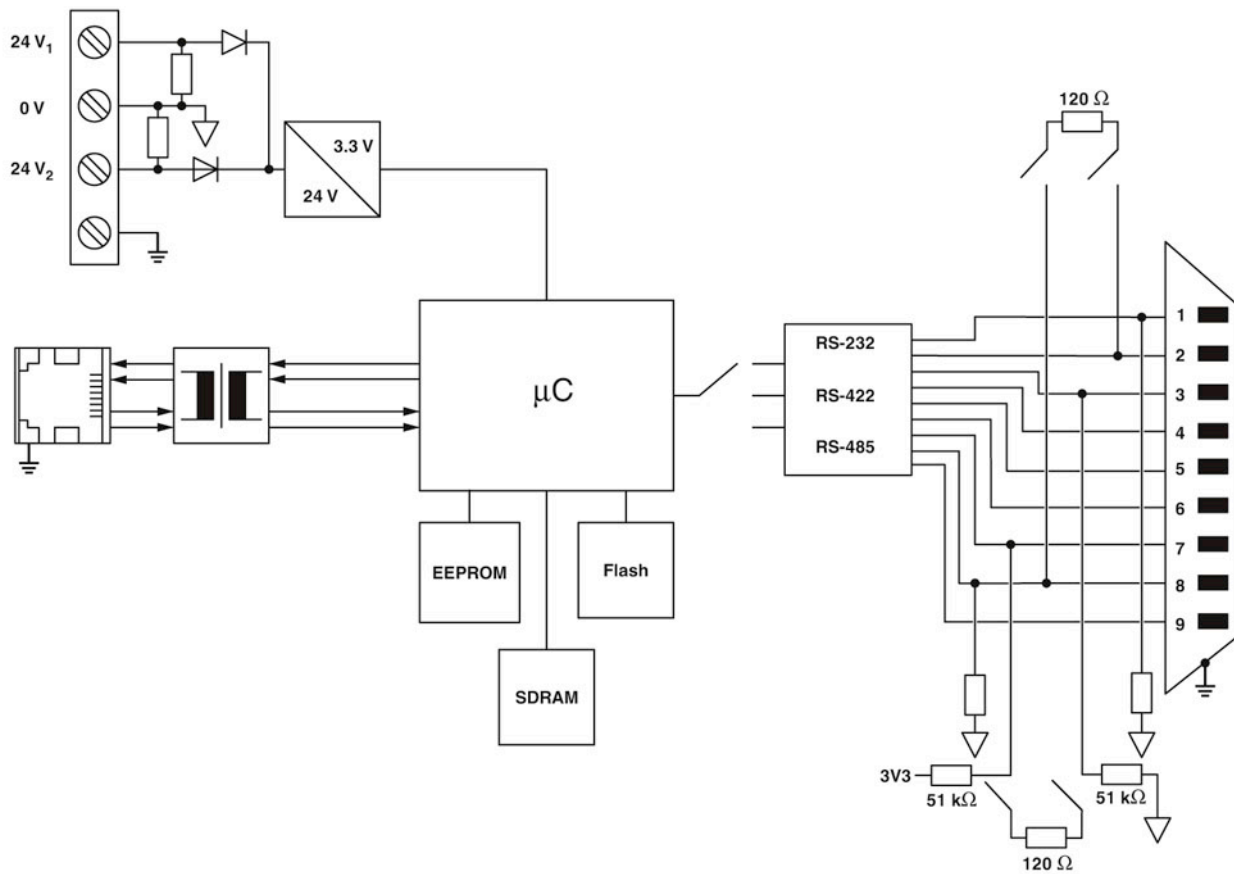 24 V₁
0 V
24 V₂
3.3 V
24 V
120 Ω
µC
RS-232
RS-422
RS-485
1
2
3
4
5
6
7
8
9
EEPROM
Flash
SDRAM
3V3
51 kΩ
51 kΩ
120 Ω